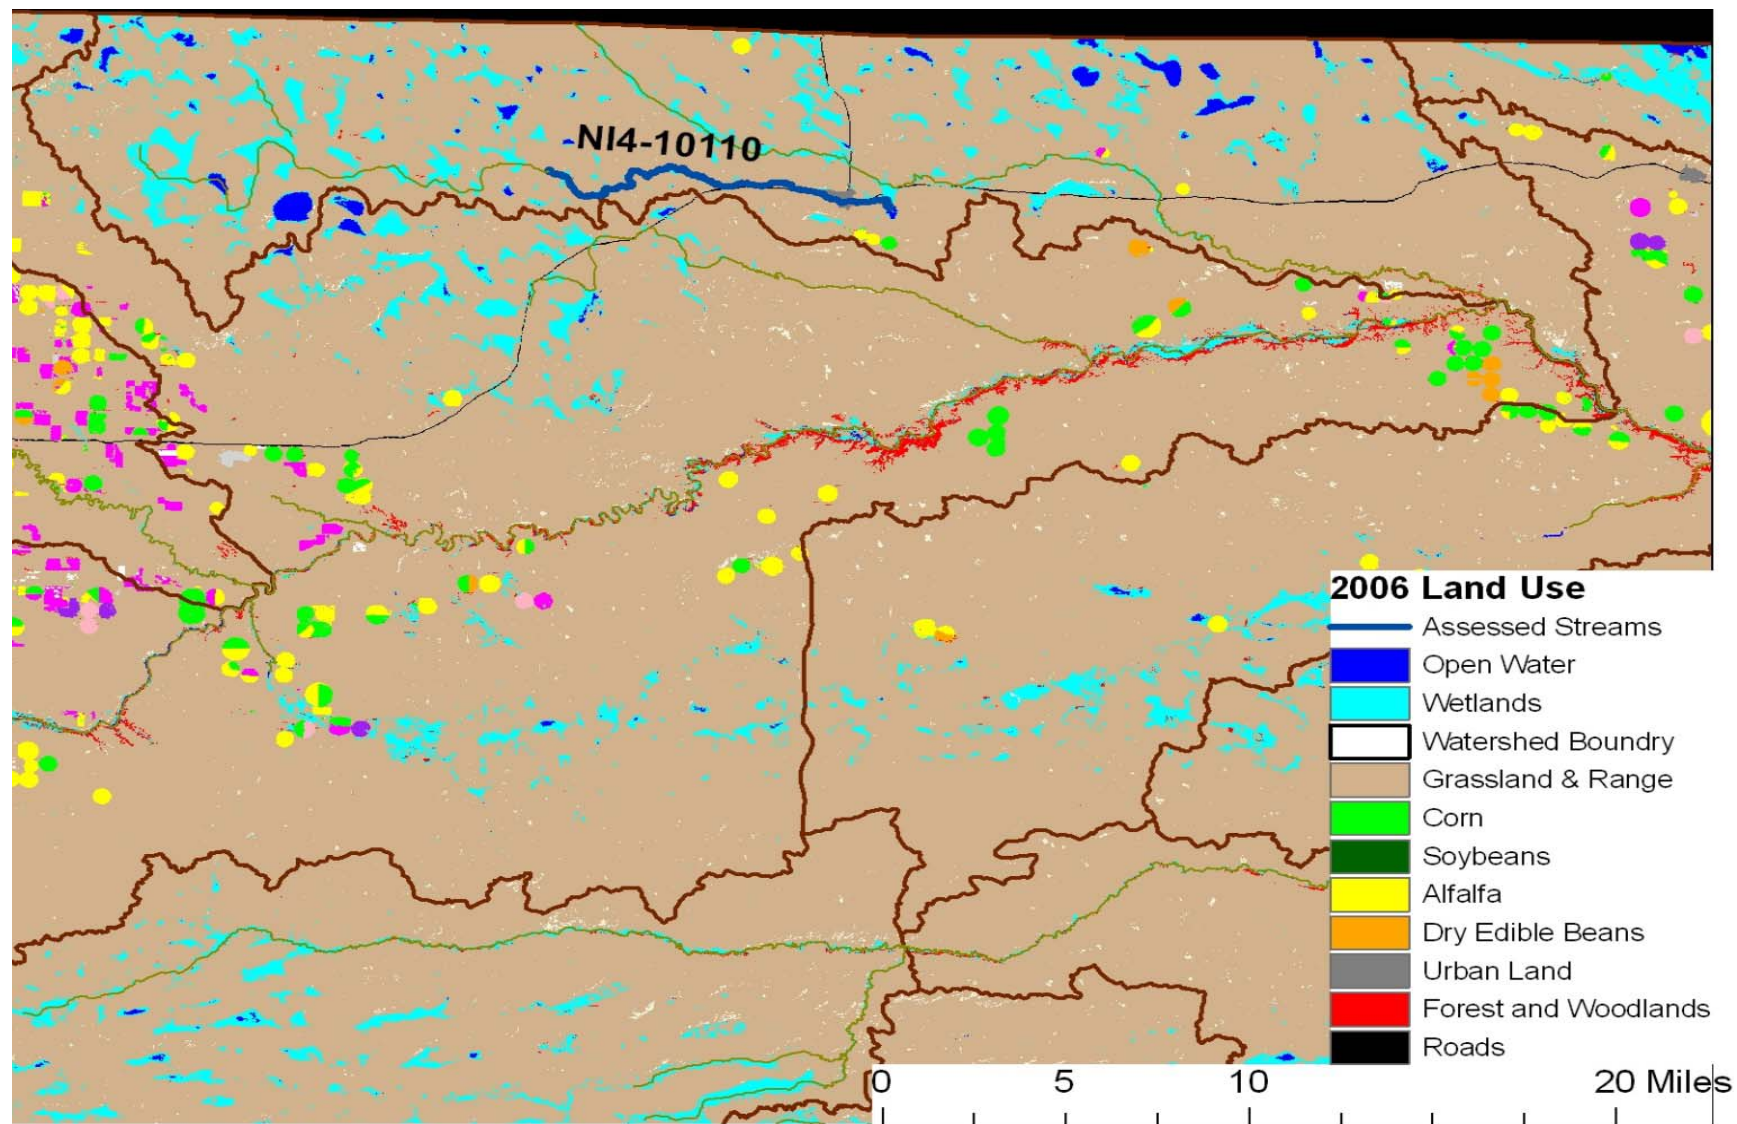 NI4-10110
2006 Land Use
Assessed Streams
Open Water
Wetlands
Watershed Boundry
Grassland & Range
Corn
Soybeans
Alfalfa
Dry Edible Beans
Urban Land
Forest and Woodlands
Roads
0 5 10 20 Miles